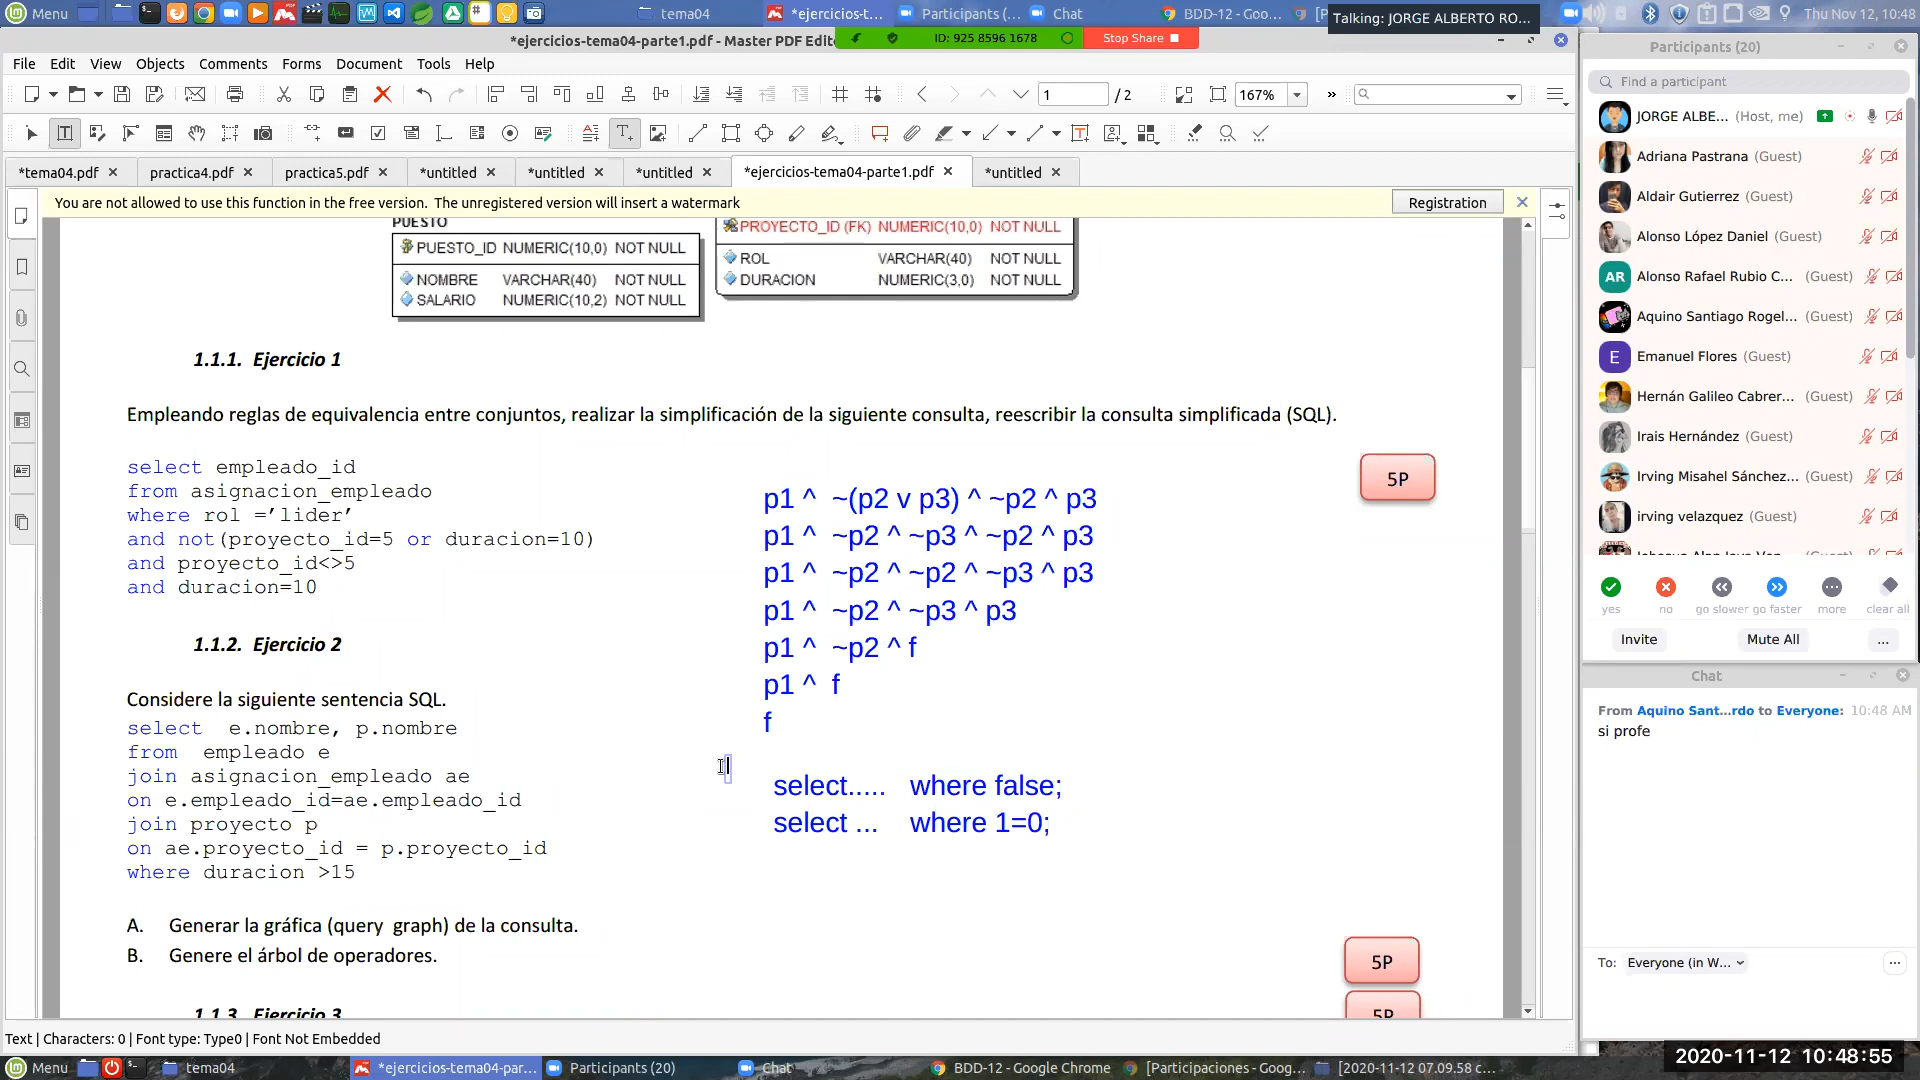 Menu
tema04
*ejercicios-t...
Participants (...
Chat
BDD-12 - Goo...
Talking: JORGE ALBERTO RO...
Thu Nov 12, 10:48
*ejercicios-tema04-parte1.pdf - Master PDF Edit
ID: 925 8596 1678
Stop Share
File Edit View Objects Comments Forms Document Tools Help
1 / 2
167%
*tema04.pdf
practica4.pdf
practica5.pdf
*untitled
*untitled
*untitled
*ejercicios-tema04-parte1.pdf
*untitled
You are not allowed to use this function in the free version. The unregistered version will insert a watermark
Registration
PUESTO
PUESTO_ID NUMERIC(10,0) NOT NULL
NOMBRE VARCHAR(40) NOT NULL
SALARIO NUMERIC(10,2) NOT NULL
PROYECTO_ID (FK) NUMERIC(10,0) NOT NULL
ROL VARCHAR(40) NOT NULL
DURACION NUMERIC(3,0) NOT NULL
1.1.1. Ejercicio 1
Empleando reglas de equivalencia entre conjuntos, realizar la simplificación de la siguiente consulta, reescribir la consulta simplificada (SQL).
select empleado_id
from asignacion_empleado
where rol =’lider’
and not(proyecto_id=5 or duracion=10)
and proyecto_id<>5
and duracion=10
p1 ^ ~(p2 v p3) ^ ~p2 ^ p3
p1 ^ ~p2 ^ ~p3 ^ ~p2 ^ p3
p1 ^ ~p2 ^ ~p2 ^ ~p3 ^ p3
p1 ^ ~p2 ^ ~p3 ^ p3
p1 ^ ~p2 ^ f
p1 ^ f
f
select..... where false;
select ... where 1=0;
5P
1.1.2. Ejercicio 2
Considere la siguiente sentencia SQL.
select e.nombre, p.nombre
from empleado e
join asignacion_empleado ae
on e.empleado_id=ae.empleado_id
join proyecto p
on ae.proyecto_id = p.proyecto_id
where duracion >15
A. Generar la gráfica (query graph) de la consulta.
B. Genere el árbol de operadores.
5P
5P
1.1.3. Ejercicio 3
Text | Characters: 0 | Font type: Type0 | Font Not Embedded
Participants (20)
Find a participant
JORGE ALBE... (Host, me)
Adriana Pastrana (Guest)
Aldair Gutierrez (Guest)
Alonso López Daniel (Guest)
AR
Alonso Rafael Rubio C... (Guest)
Aquino Santiago Rogel... (Guest)
E
Emanuel Flores (Guest)
Hernán Galileo Cabrer... (Guest)
Irais Hernández (Guest)
Irving Misahel Sánchez... (Guest)
irving velazquez (Guest)
yes no go slower go faster more clear all
Invite
Mute All
...
Chat
From Aquino Sant...rdo to Everyone: 10:48 AM
si profe
To: Everyone (in W...
...
Menu
tema04
*ejercicios-tema04-par...
Participants (20)
Chat
BDD-12 - Google Chrome
[Participaciones - Goog...
[2020-11-12 07.09.58 c...
2020-11-12 10:48:55